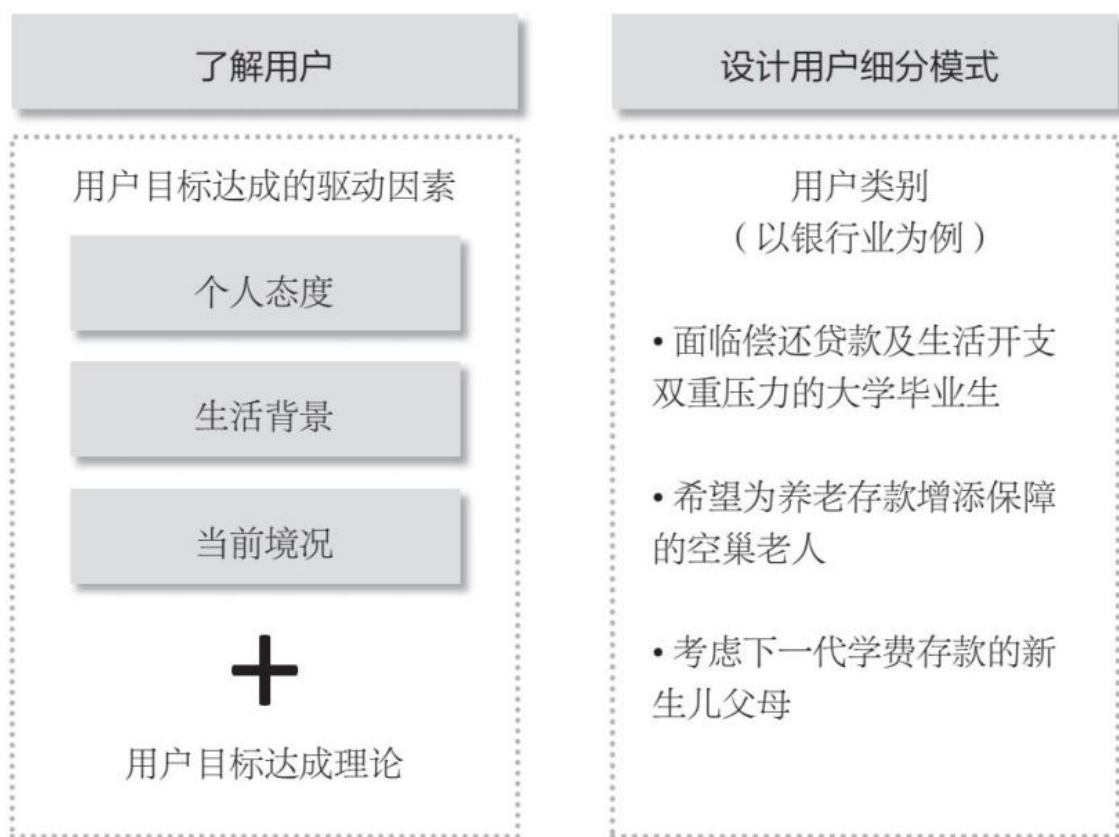 了解用户
用户目标达成的驱动因素
个人态度
生活背景
当前境况
+
用户目标达成理论
设计用户细分模式
用户类别
（以银行业为例）
• 面临偿还贷款及生活开支
双重压力的大学毕业生
• 希望为养老存款增添保障
的空巢老人
• 考虑下一代学费存款的新
生儿父母